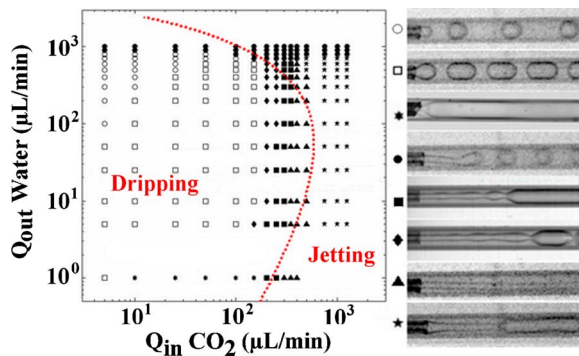 10³
10²
10¹
10⁰
Q_out Water (μL/min)
Dripping
Jetting
10¹
10²
10³
Q_in CO₂ (μL/min)